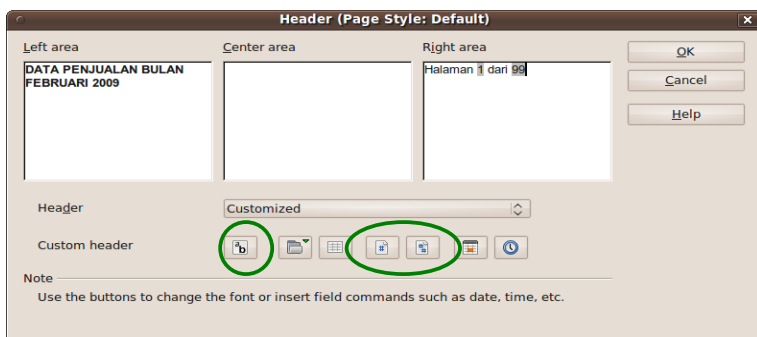 Header (Page Style: Default)
Left area
Center area
Right area
DATA PENJUALAN BULAN
FEBRUARI 2009
Halaman 1 dari 99
OK
Cancel
Help
Header
Customized
Custom header
Note
Use the buttons to change the font or insert field commands such as date, time, etc.